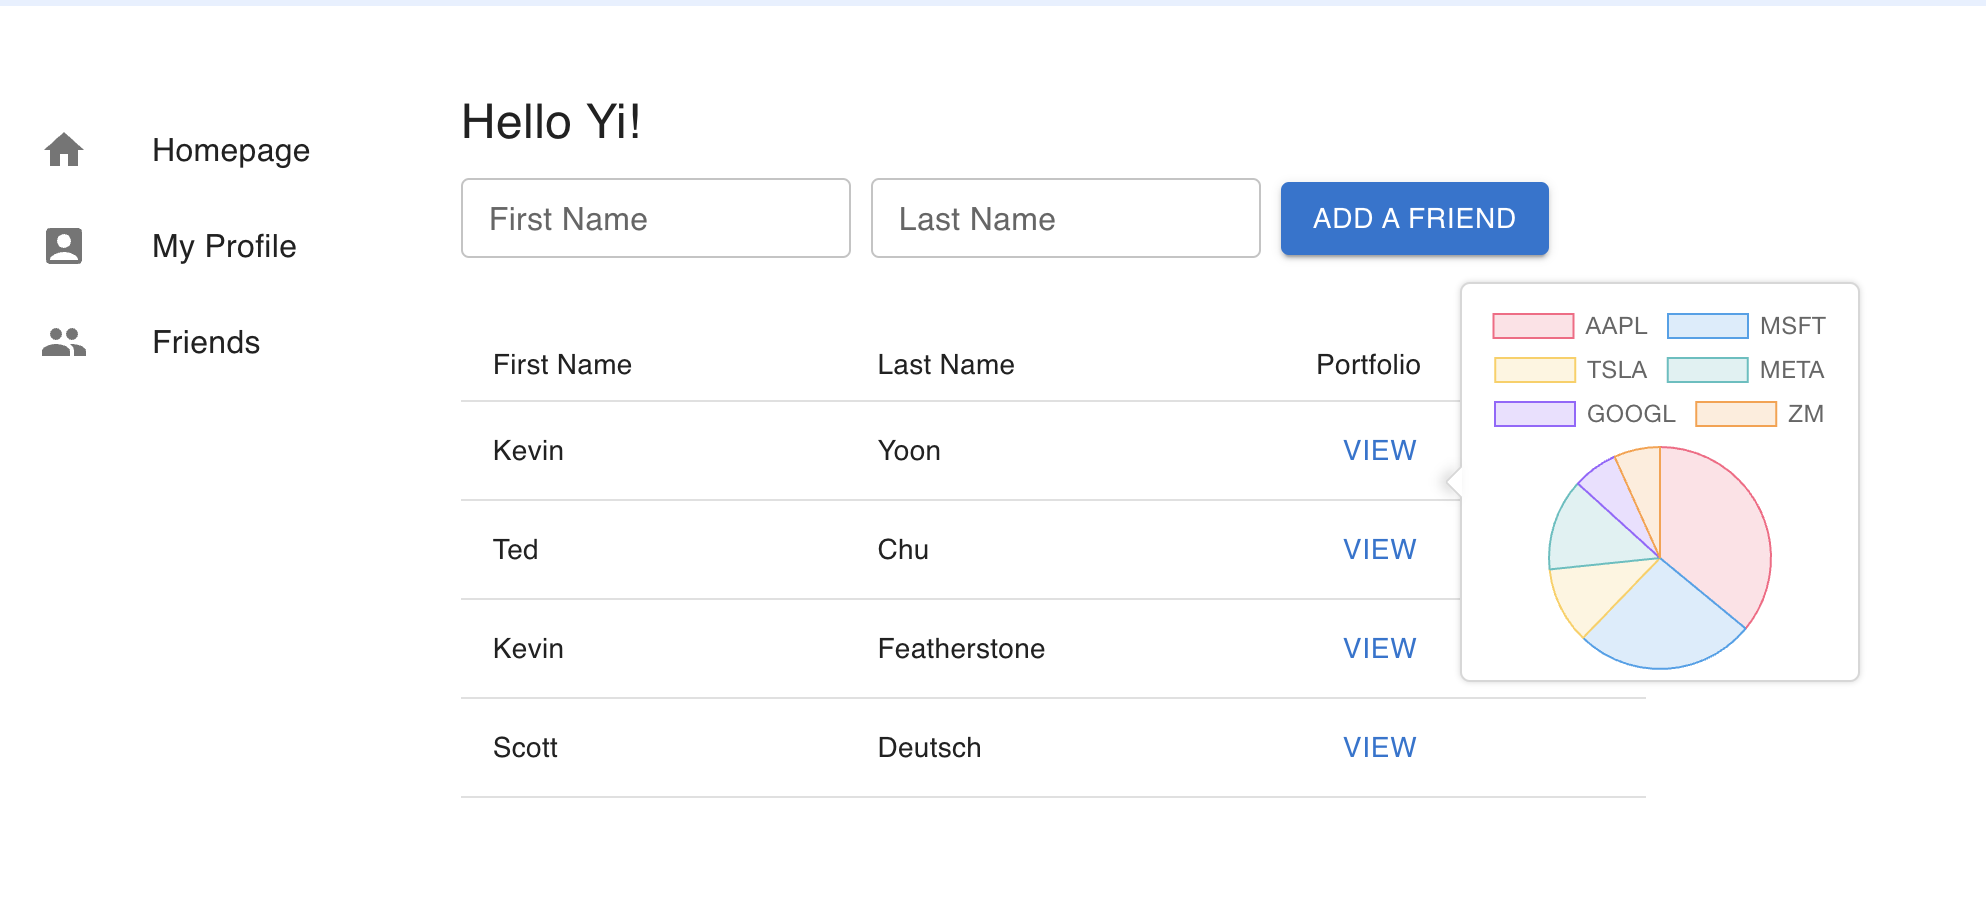 Homepage
My Profile
Friends
Hello Yi!
First Name Last Name ADD A FRIEND
First Name Last Name Portfolio
Kevin Yoon VIEW
Ted Chu VIEW
Kevin Featherstone VIEW
Scott Deutsch VIEW
AAPL MSFT
TSLA META
GOOGL ZM